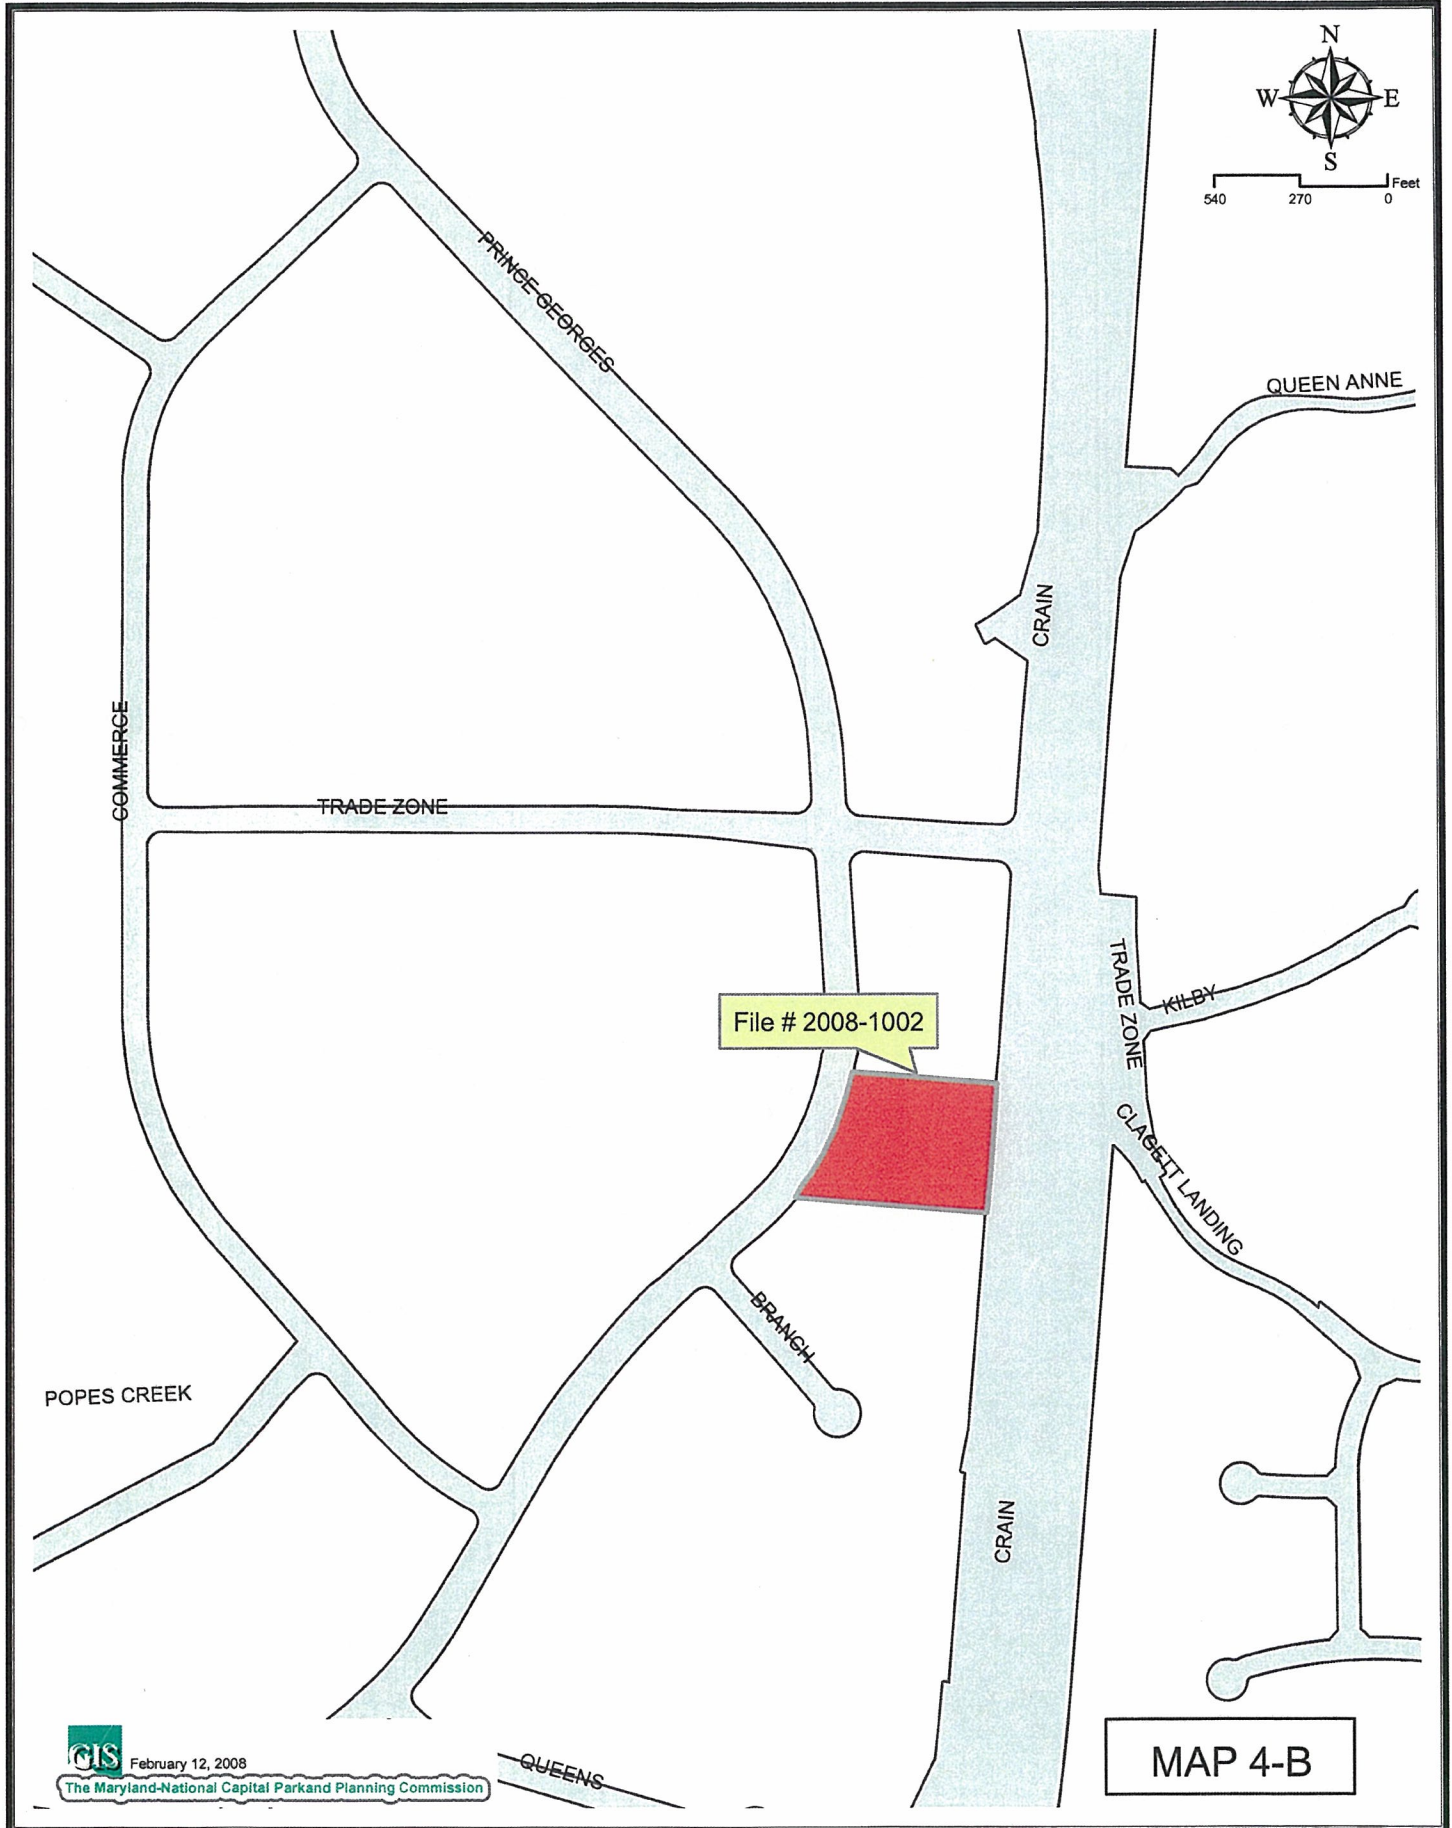 N
W E
S
Feet
540 270 0
PRINCE GEORGES
QUEEN ANNE
CRAIN
COMMERCE
TRADE ZONE
TRADE ZONE
KILBY
File # 2008-1002
CLAGETT LANDING
BRANCH
POPES CREEK
CRAIN
GIS
February 12, 2008
The Maryland-National Capital Parkand Planning Commission
QUEENS
MAP 4-B